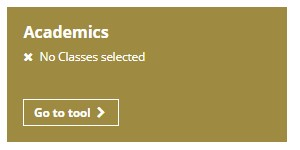 Academics
✖ No Classes selected
Go to tool ❯